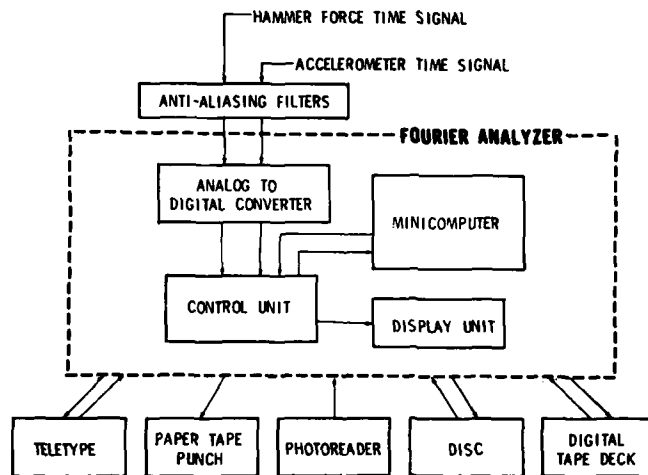 HAMMER FORCE TIME SIGNAL
ACCELEROMETER TIME SIGNAL
ANTI-ALIASING FILTERS
FOURIER ANALYZER
ANALOG TO
DIGITAL CONVERTER
MINICOMPUTER
CONTROL UNIT
DISPLAY UNIT
TELETYPE
PAPER TAPE
PUNCH
PHOTOREADER
DISC
DIGITAL
TAPE DECK